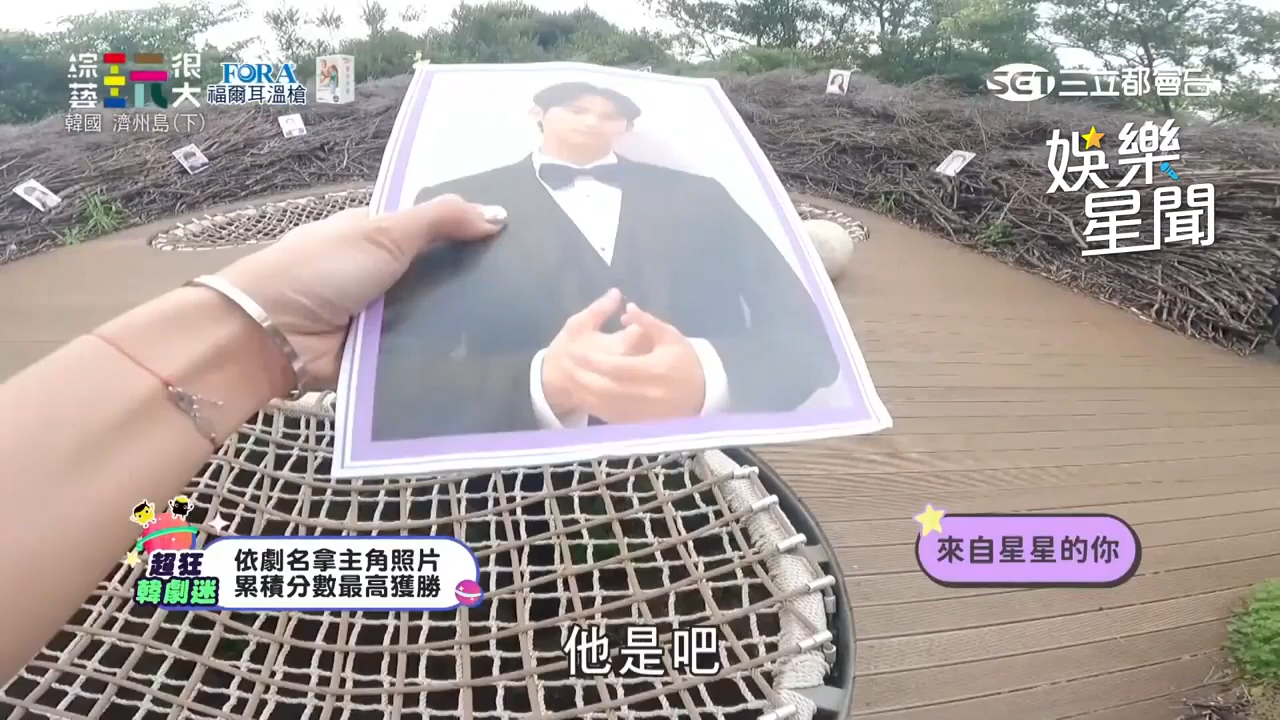 綜藝玩很大
FORA
福爾耳溫槍
韓國 濟州島(下)
SET三立都會台
娛樂
星聞
超狂
韓劇迷
依劇名拿主角照片
累積分數最高獲勝
來自星星的你
他是吧